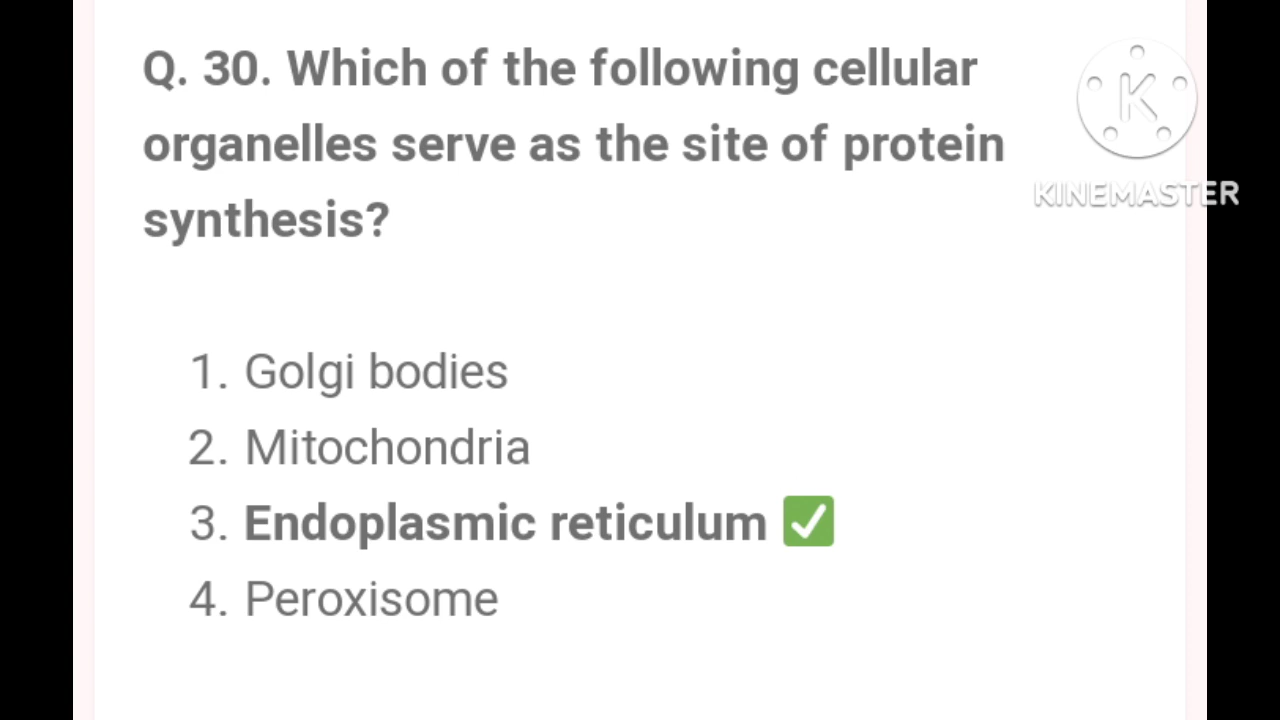 Q. 30. Which of the following cellular
organelles serve as the site of protein
synthesis?
K
KINEMASTER
1. Golgi bodies
2. Mitochondria
3. Endoplasmic reticulum ✅
4. Peroxisome